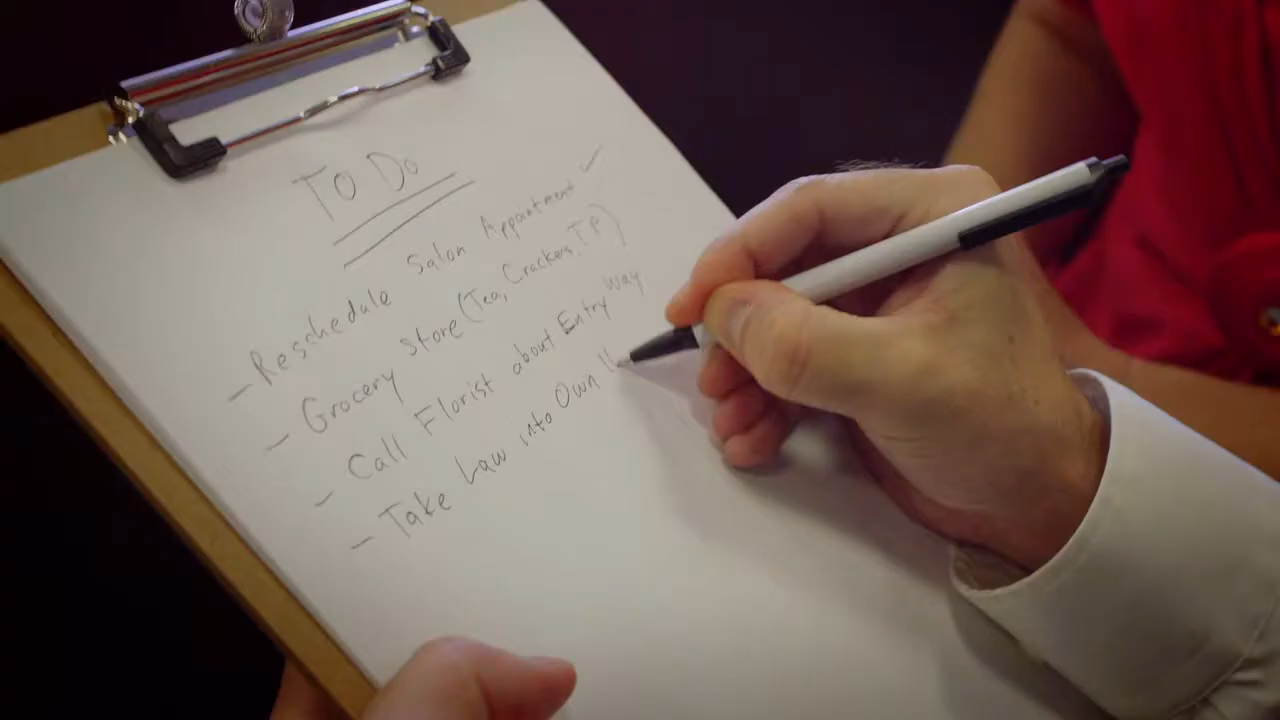 TO DO
- Reschedule Salon Appointment ✓
- Grocery Store (Tea, Crackers, TP)
- Call Florist about Entry Way
- Take Law into Own